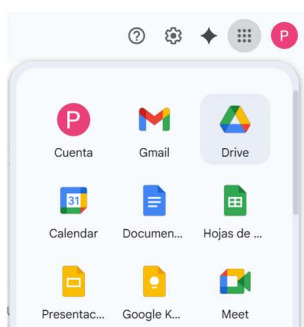 P
P
Cuenta Gmail Drive
31
Calendar Documen... Hojas de ...
Presentac... Google K... Meet